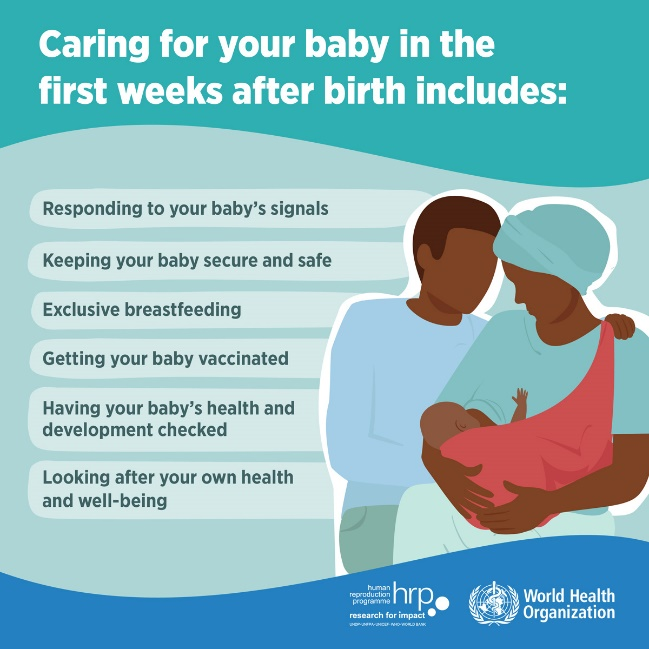 Caring for your baby in the
first weeks after birth includes:
Responding to your baby's signals
Keeping your baby secure and safe
Exclusive breastfeeding
Getting your baby vaccinated
Having your baby's health and
development checked
Looking after your own health
and well-being
human
reproduction
programme
hrp
research for impact
UNDP·UNFPA·UNICEF·WHO·WORLD BANK
World Health
Organization